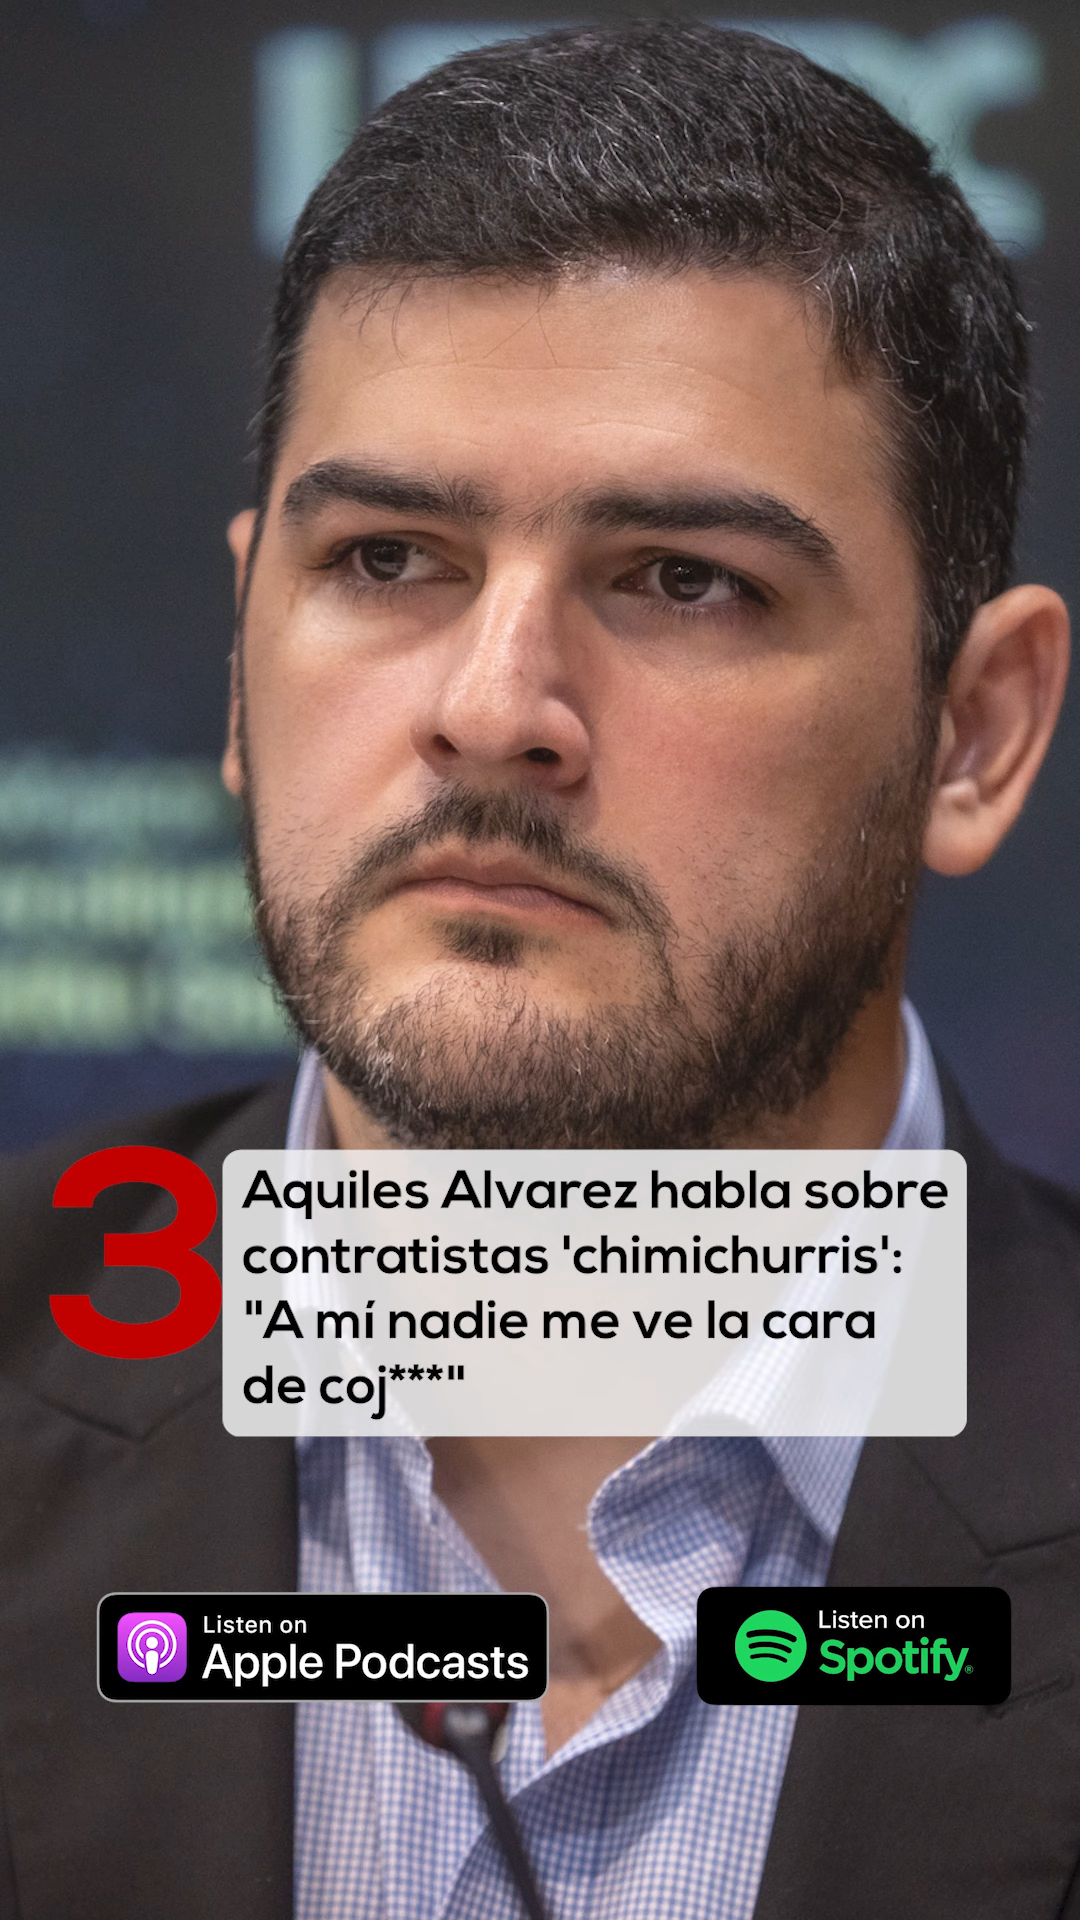 3
Aquiles Alvarez habla sobre
contratistas 'chimichurris':
"A mí nadie me ve la cara
de coj***"
Listen on
Apple Podcasts
Listen on
Spotify®